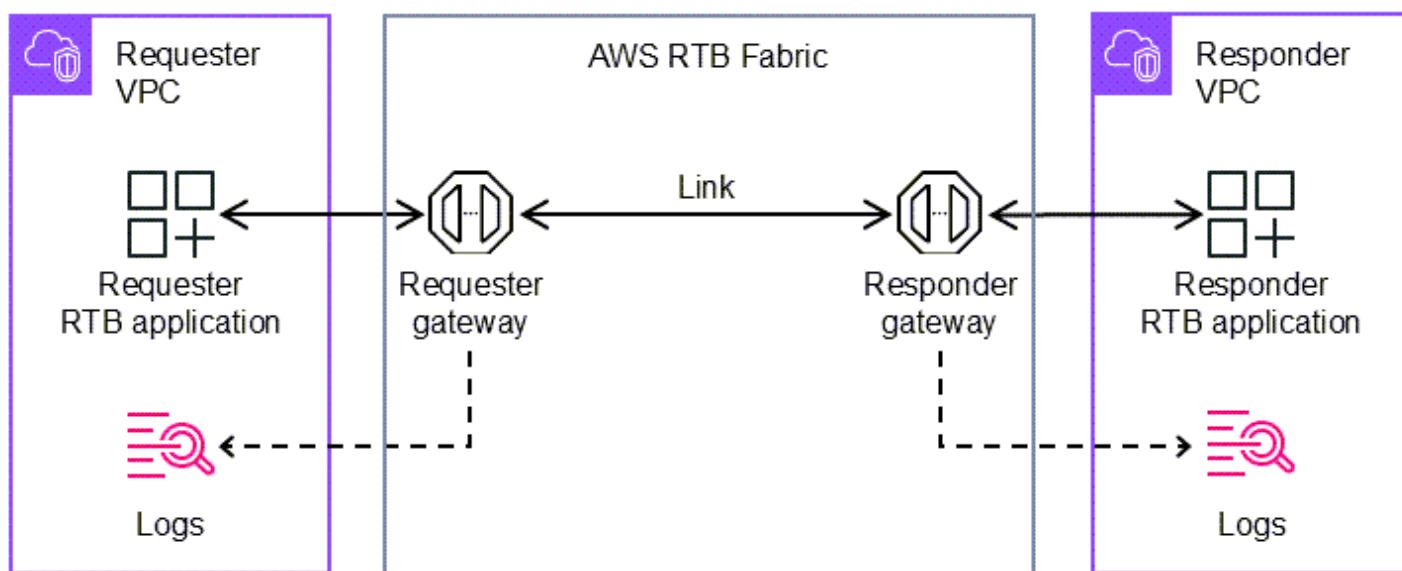 Requester
VPC
AWS RTB Fabric
Responder
VPC
Link
Requester
RTB application
Requester
gateway
Responder
gateway
Responder
RTB application
Logs
Logs